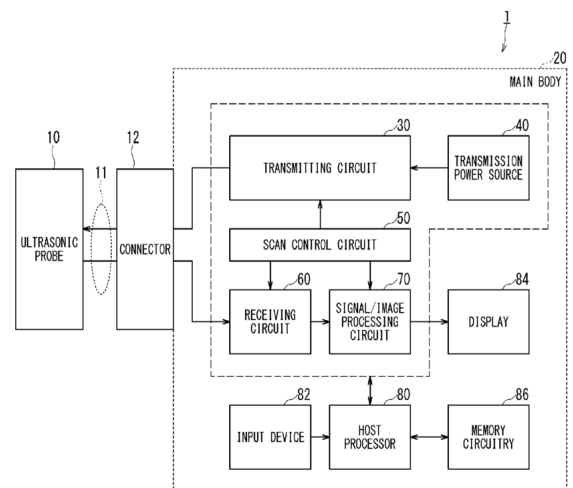 1
20
MAIN BODY
10
12
30
40
11
TRANSMITTING CIRCUIT
TRANSMISSION
POWER SOURCE
50
ULTRASONIC
PROBE
CONNECTOR
SCAN CONTROL CIRCUIT
60
70
84
RECEIVING
CIRCUIT
SIGNAL/IMAGE
PROCESSING
CIRCUIT
DISPLAY
82
80
86
INPUT DEVICE
HOST
PROCESSOR
MEMORY
CIRCUITRY